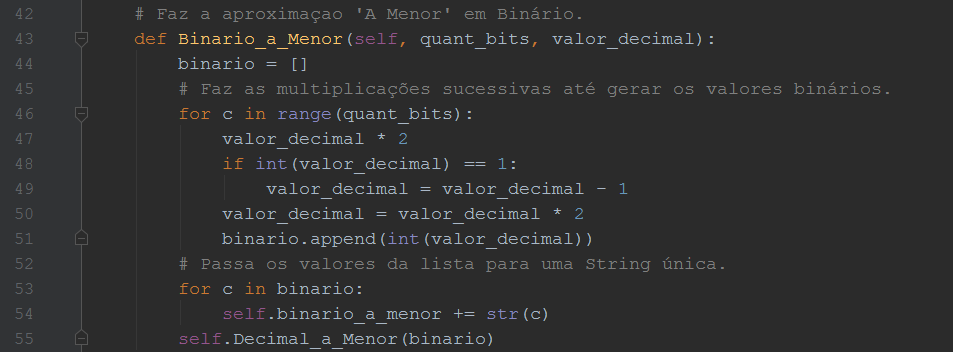 42 # Faz a aproximaçao 'A Menor' em Binário.
43 def Binario_a_Menor(self, quant_bits, valor_decimal):
44 binario = []
45 # Faz as multiplicações sucessivas até gerar os valores binários.
46 for c in range(quant_bits):
47 valor_decimal * 2
48 if int(valor_decimal) == 1:
49 valor_decimal = valor_decimal - 1
50 valor_decimal = valor_decimal * 2
51 binario.append(int(valor_decimal))
52 # Passa os valores da lista para uma String única.
53 for c in binario:
54 self.binario_a_menor += str(c)
55 self.Decimal_a_Menor(binario)